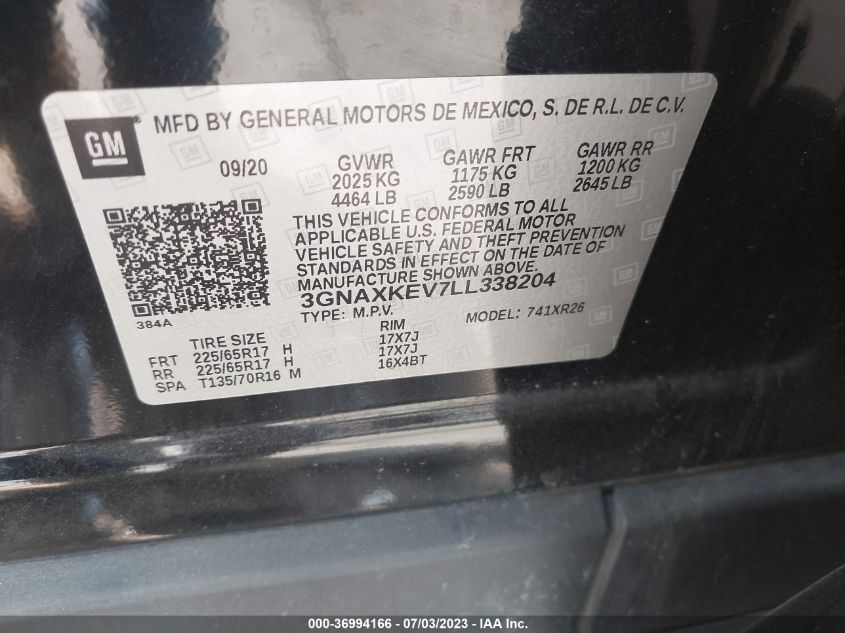 GM
MFD BY GENERAL MOTORS DE MEXICO, S. DE R.L. DE C.V.
09/20 GVWR GAWR FRT GAWR RR
2025 KG 1175 KG 1200 KG
4464 LB 2590 LB 2645 LB
THIS VEHICLE CONFORMS TO ALL
APPLICABLE U.S. FEDERAL MOTOR
VEHICLE SAFETY AND THEFT PREVENTION
STANDARDS IN EFFECT ON THE DATE OF
MANUFACTURE SHOWN ABOVE.
3GNAXKEV7LL338204
384A
TYPE: M.P.V. MODEL: 741XR26
TIRE SIZE RIM
FRT 225/65R17 H 17X7J
RR 225/65R17 H 17X7J
SPA T135/70R16 M 16X4BT
000-36994166 - 07/03/2023 - IAA Inc.